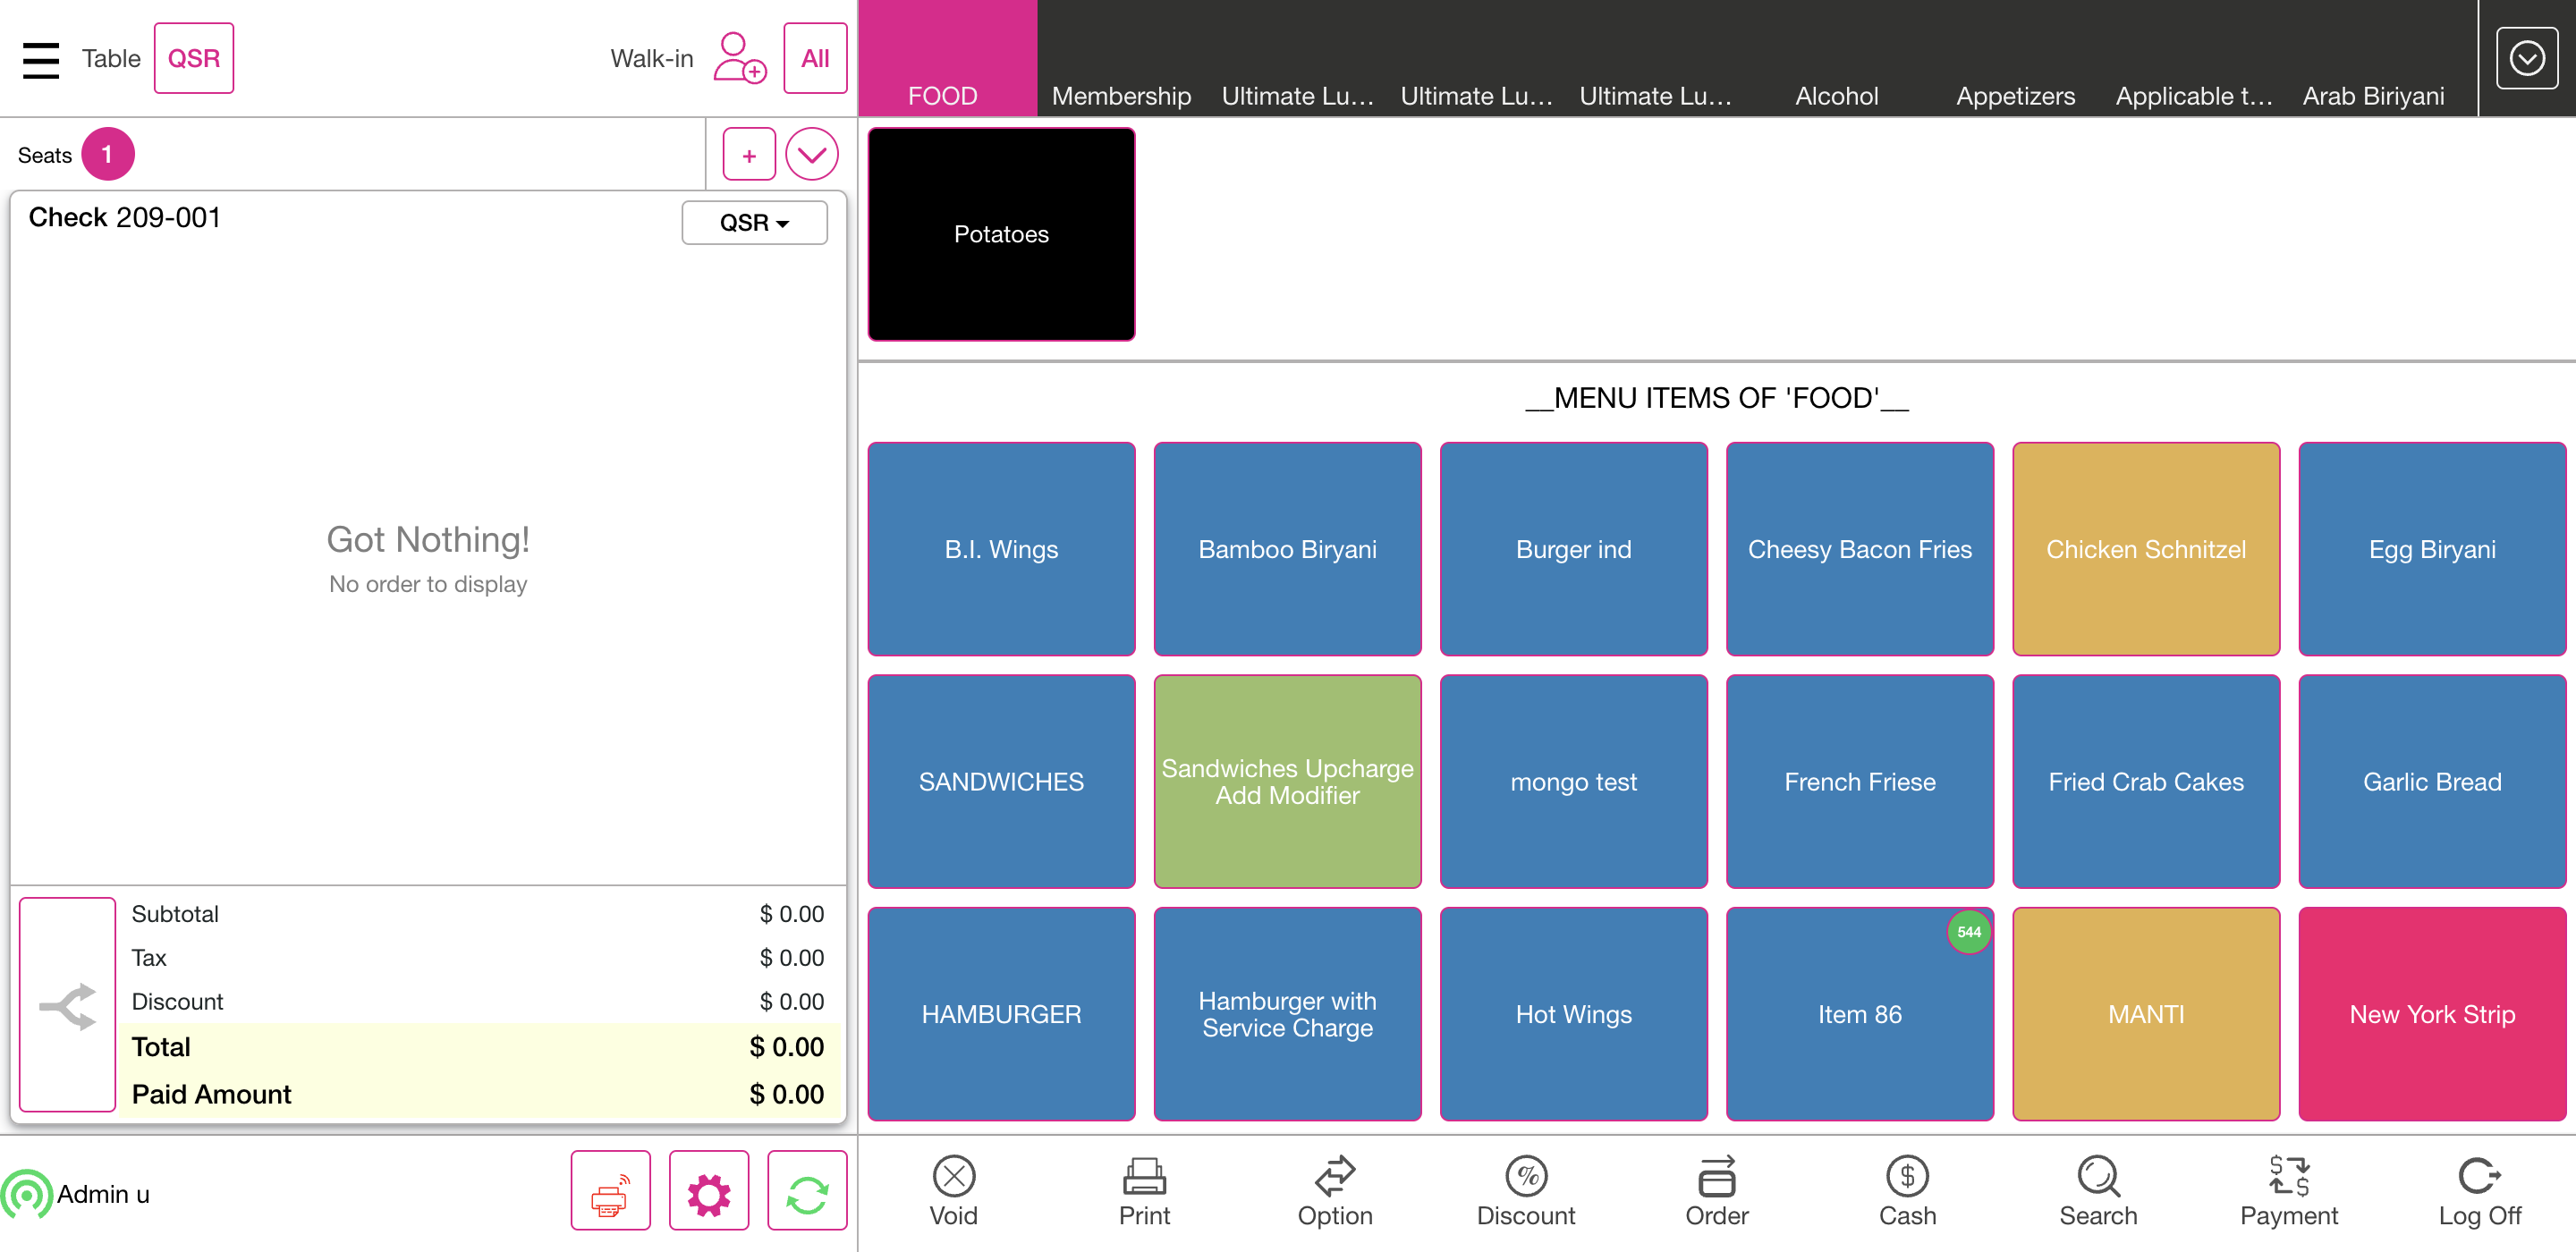 Table QSR
Walk-in All
FOOD Membership Ultimate Lu... Ultimate Lu... Ultimate Lu... Alcohol Appetizers Applicable t... Arab Biriyani
Seats 1 +
Check 209-001
QSR
Got Nothing!
No order to display
Subtotal $ 0.00
Tax $ 0.00
Discount $ 0.00
Total $ 0.00
Paid Amount $ 0.00
Admin u
Potatoes
__MENU ITEMS OF 'FOOD'__
B.I. Wings
Bamboo Biryani
Burger ind
Cheesy Bacon Fries
Chicken Schnitzel
Egg Biryani
SANDWICHES
Sandwiches Upcharge
Add Modifier
mongo test
French Friese
Fried Crab Cakes
Garlic Bread
HAMBURGER
Hamburger with
Service Charge
Hot Wings
544
Item 86
MANTI
New York Strip
Void Print Option Discount Order Cash Search Payment Log Off